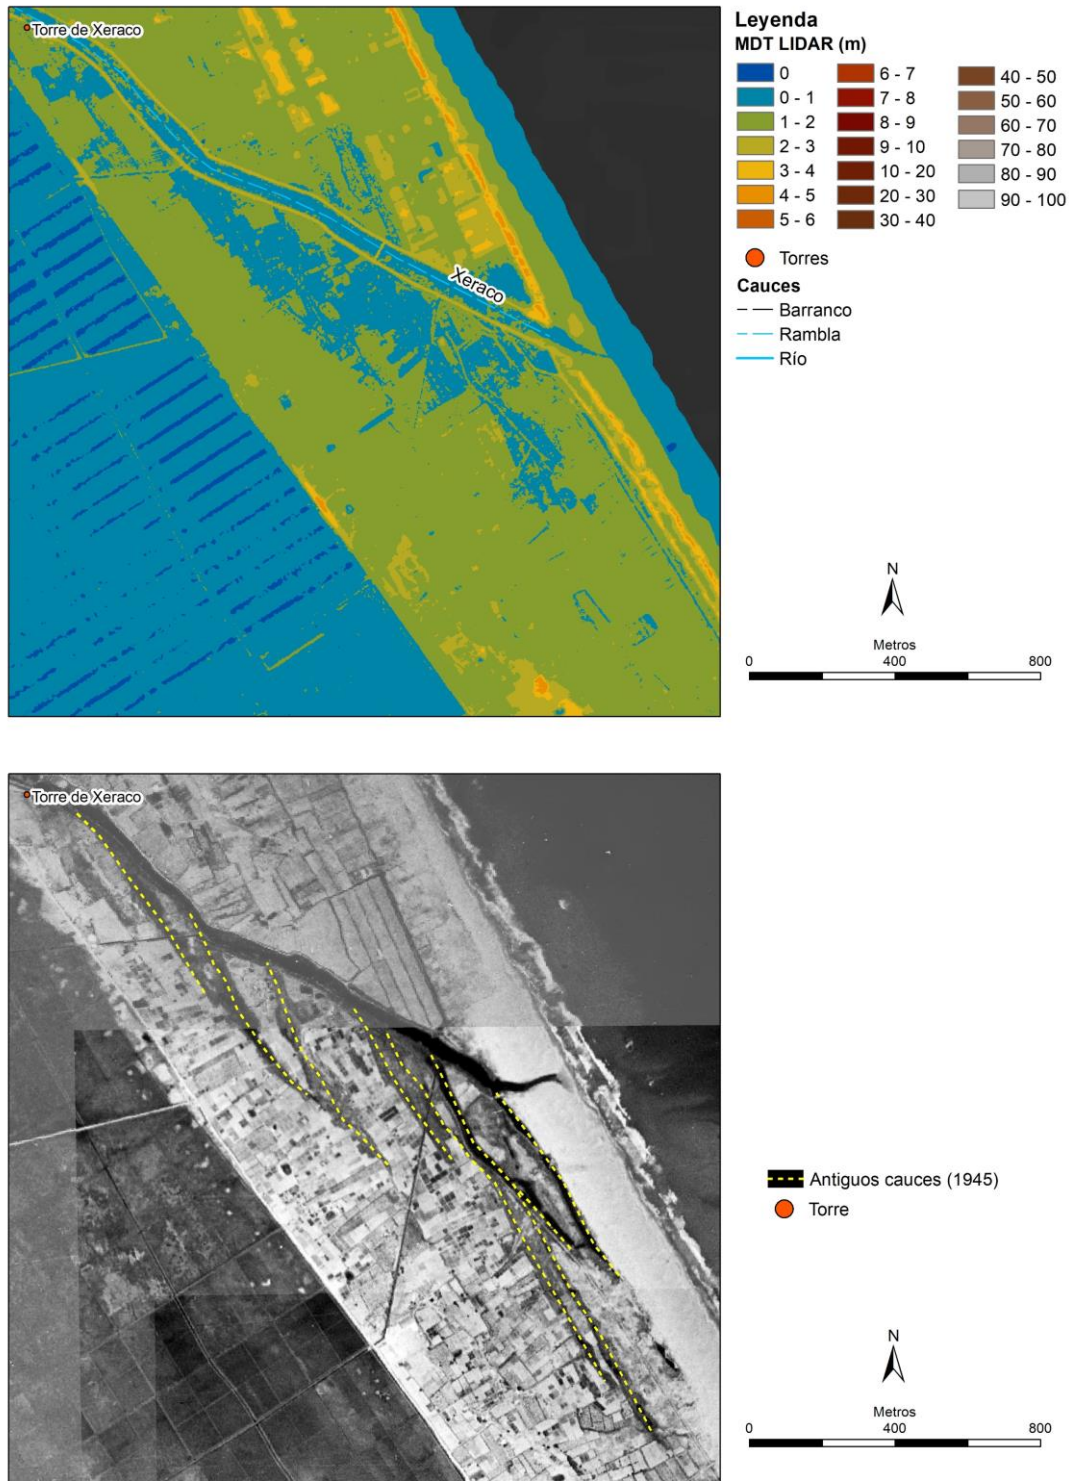 Torre de Xeraco
Xeraco
Leyenda
MDT LIDAR (m)
0
0 - 1
1 - 2
2 - 3
3 - 4
4 - 5
5 - 6
6 - 7
7 - 8
8 - 9
9 - 10
10 - 20
20 - 30
30 - 40
40 - 50
50 - 60
60 - 70
70 - 80
80 - 90
90 - 100
Torres
Cauces
Barranco
Rambla
Río
N
Metros
0 400 800
Torre de Xeraco
Antiguos cauces (1945)
Torre
N
Metros
0 400 800